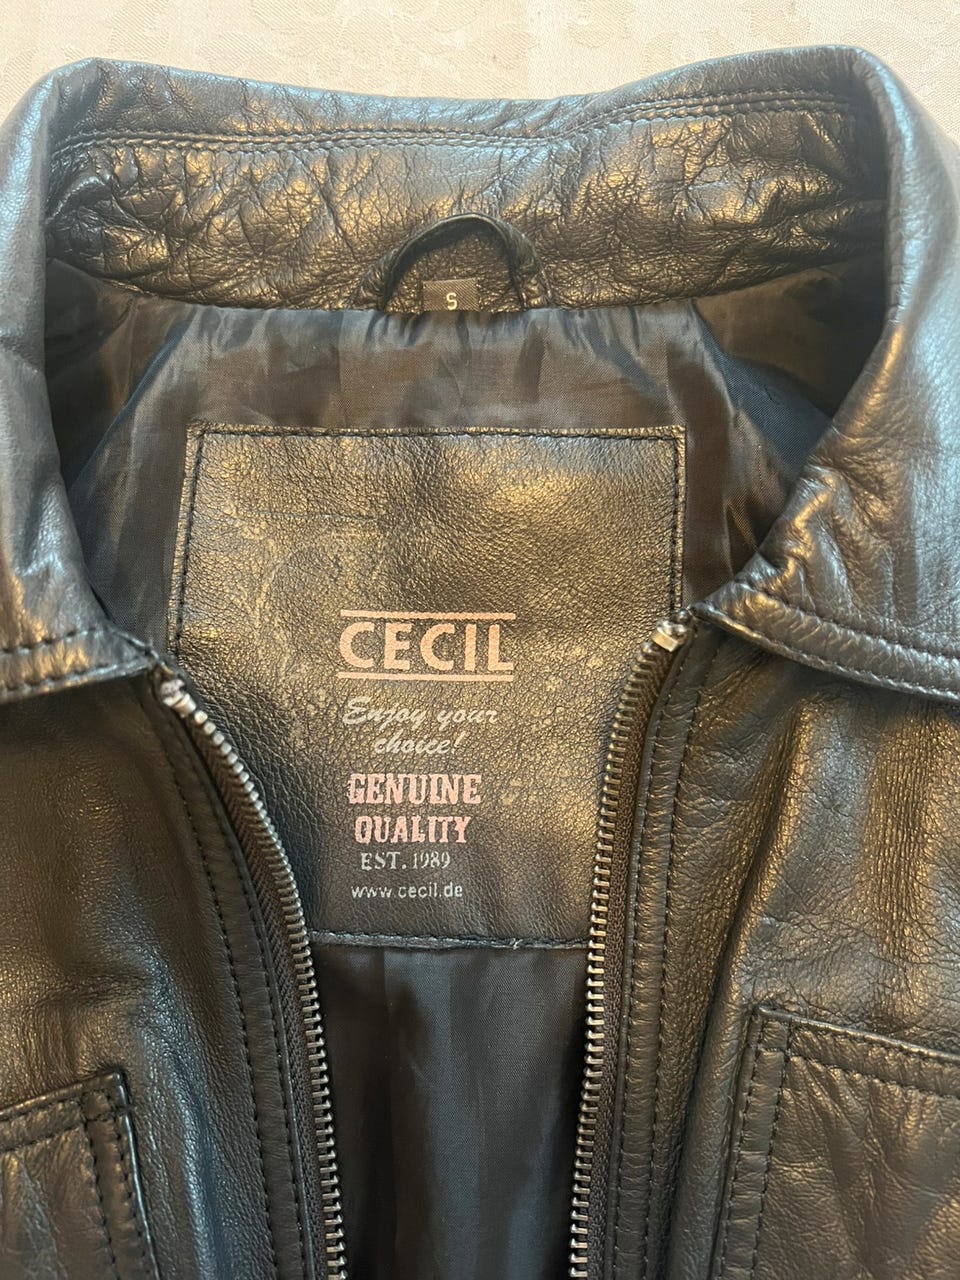 S
CECIL
Enjoy your
choice!
GENUINE
QUALITY
EST. 1989
www.cecil.de